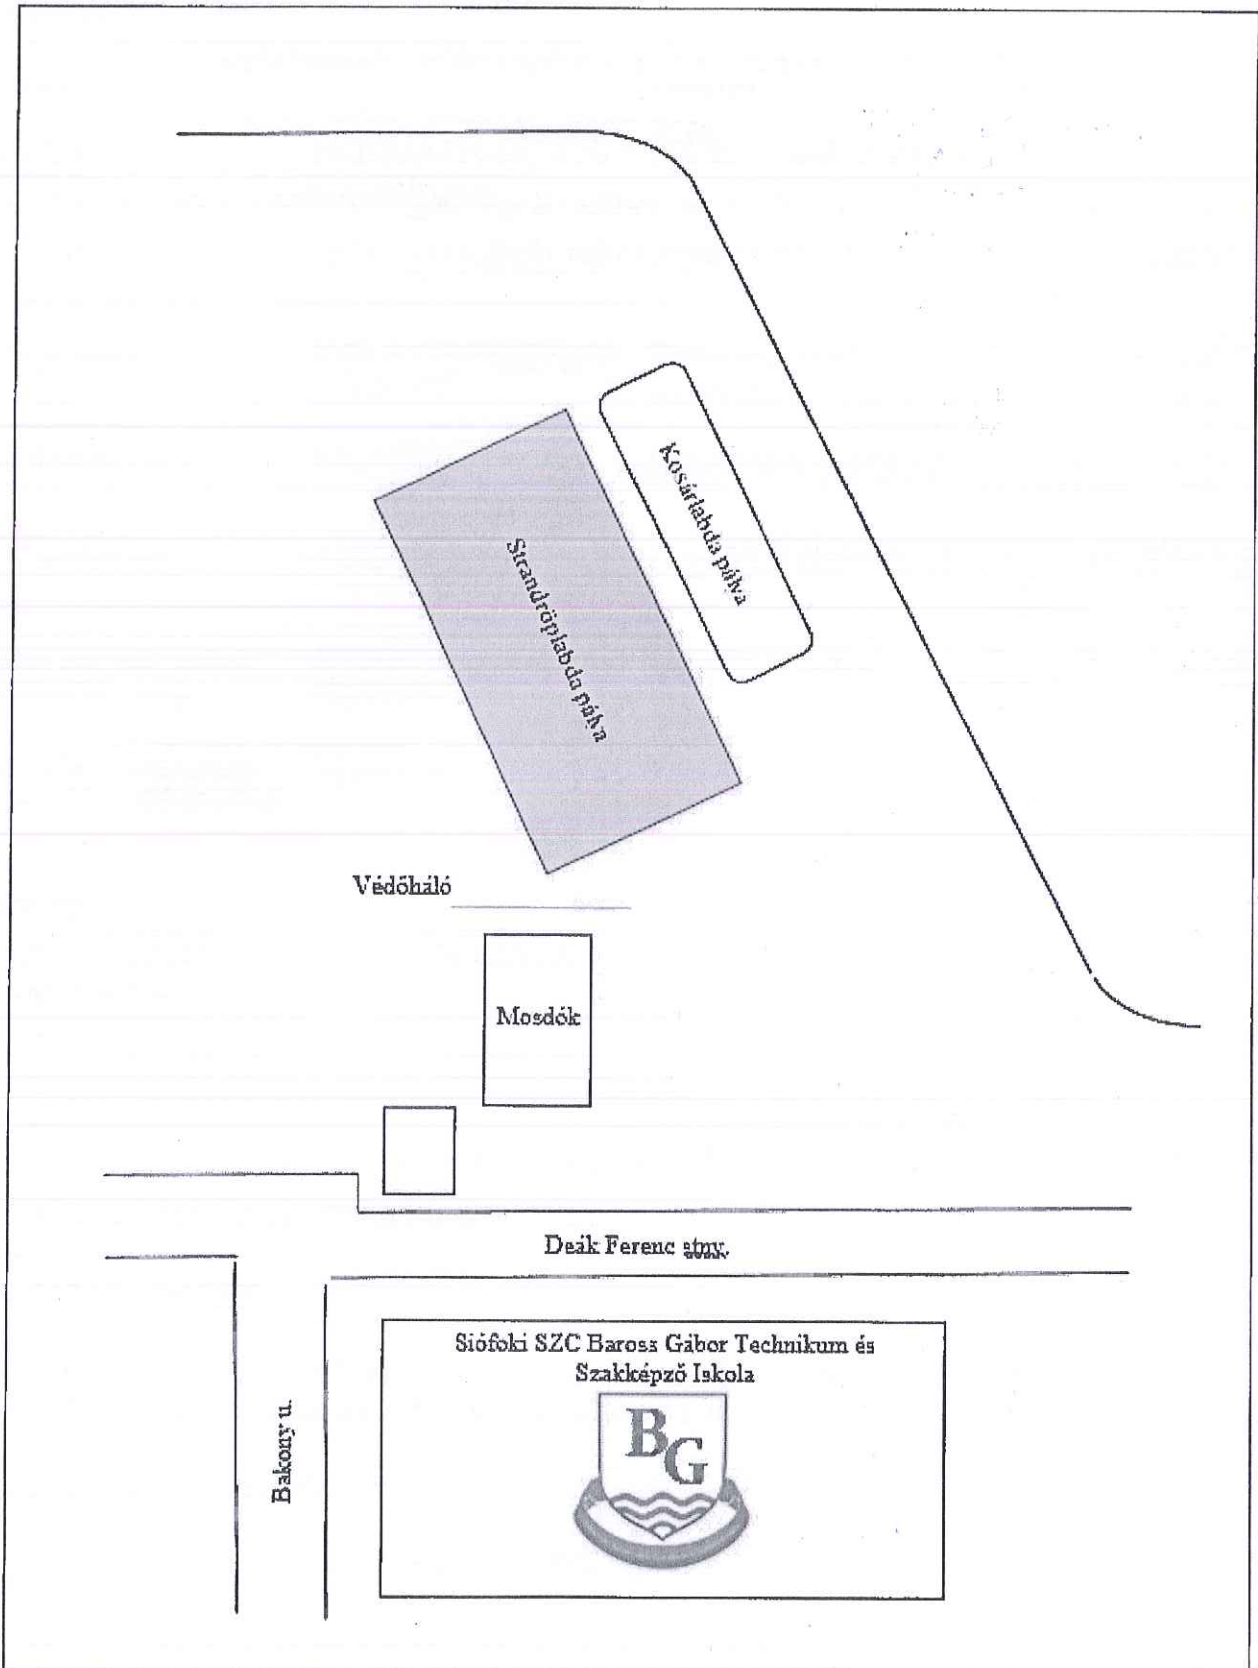 Kosárlabda pálya
Strandröplabda pálya
Védőháló
Mosdók
Deák Ferenc stny.
Siófoki SZC Baross Gábor Technikum és
Szakképző Iskola
BG
Bakony u.